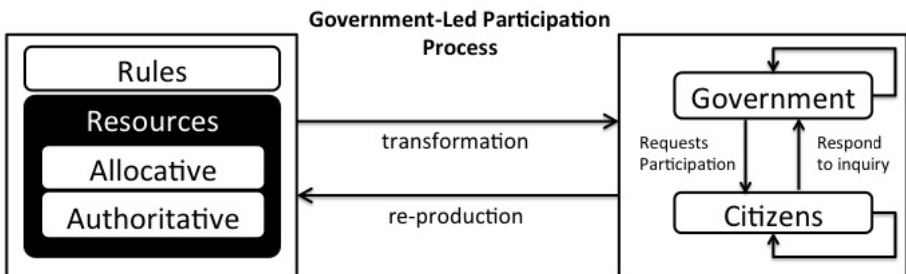 Government-Led Participation
Process
Rules
Resources
Allocative
Authoritative
transformation
re-production
Government
Requests
Participation
Respond
to inquiry
Citizens